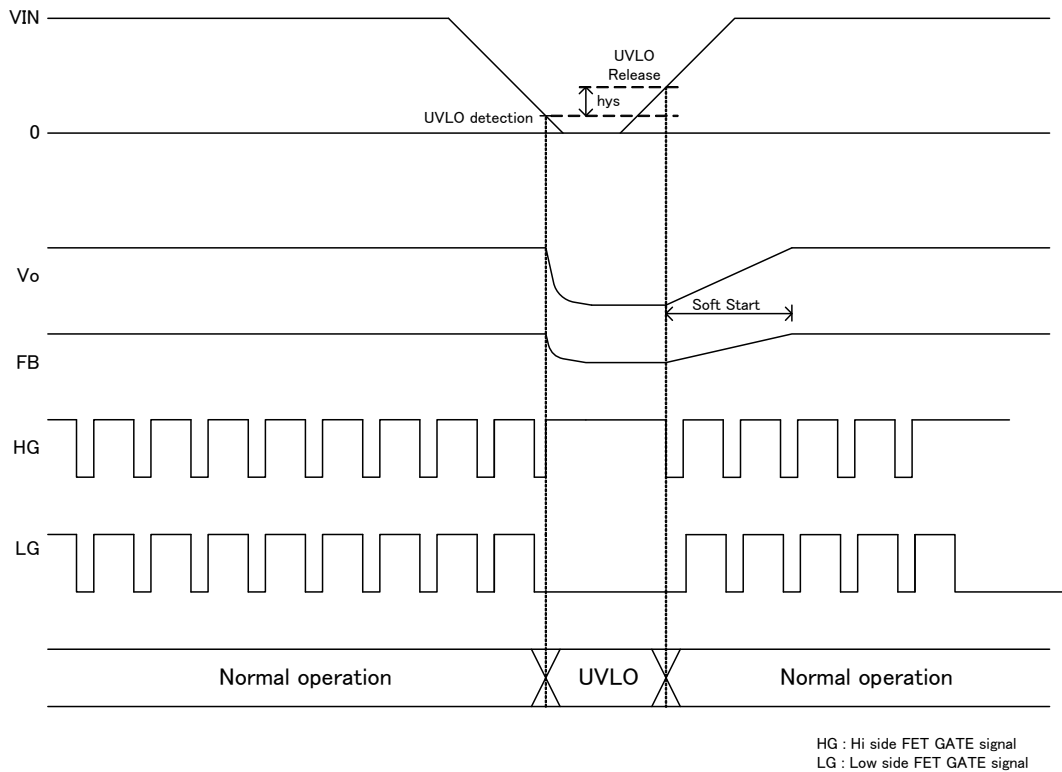 VIN
UVLO
Release
hys
UVLO detection
0
Vo
Soft Start
FB
HG
LG
Normal operation
UVLO
Normal operation
HG : Hi side FET GATE signal
LG : Low side FET GATE signal